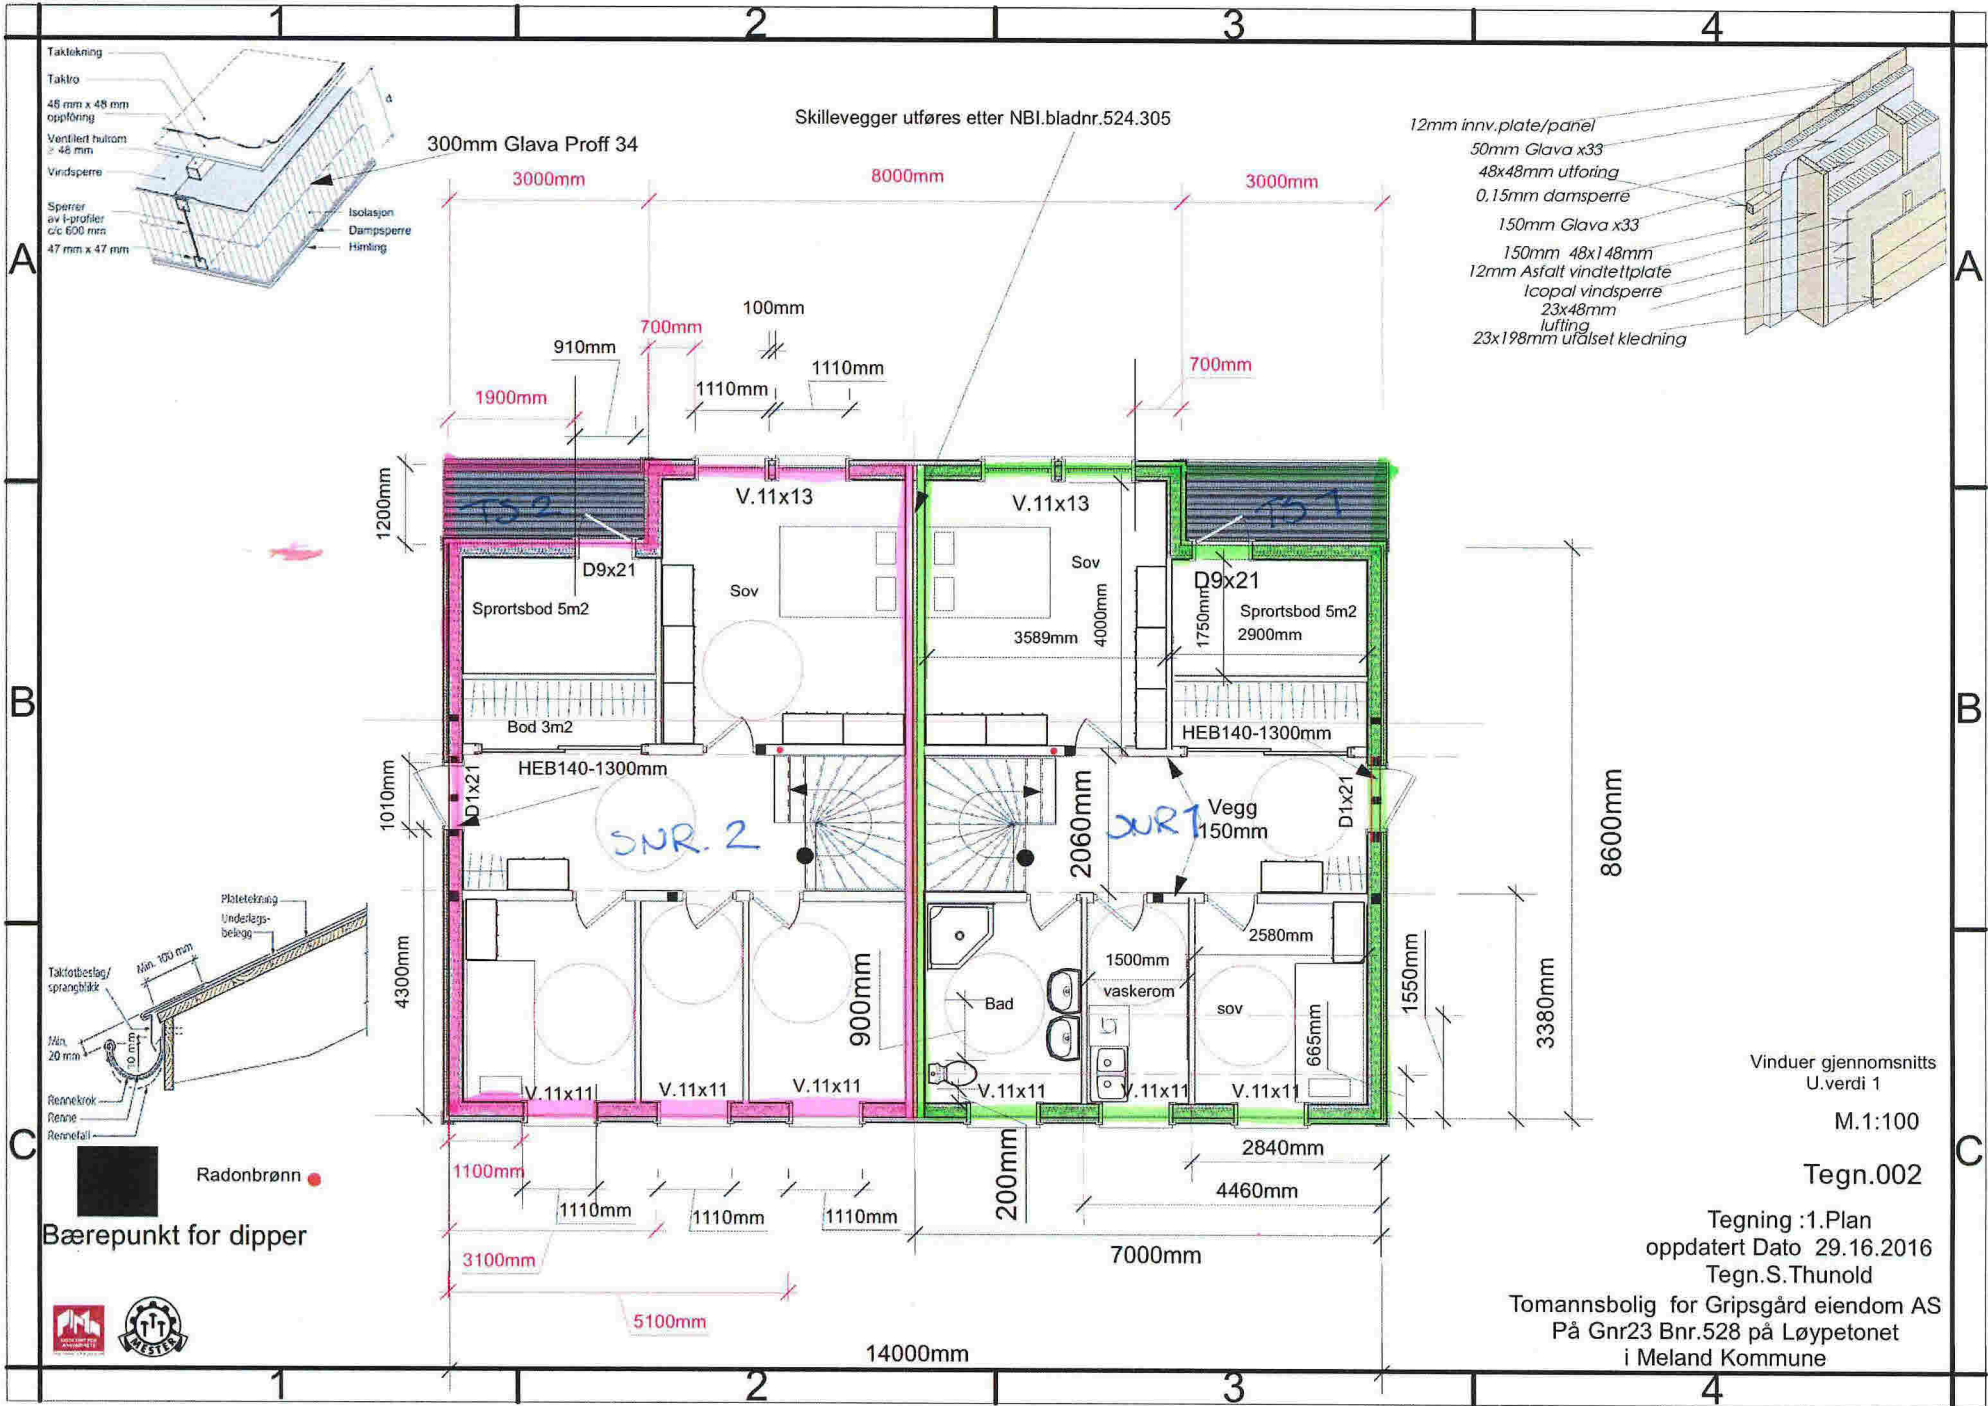 1
2
3
4
A
B
C
A
B
C
1
2
3
4
Taktekning
Taktro
48 mm x 48 mm
oppföring
Ventilert hulrom
≥ 48 mm
Vindsperre
Sperrer
av I-profiler
c/c 600 mm
47 mm x 47 mm
d
Isolasjon
Dampsperre
Himling
300mm Glava Proff 34
Skillevegger utføres etter NBI.bladnr.524.305
12mm innv.plate/panel
50mm Glava x33
48x48mm utforing
0,15mm damsperre
150mm Glava x33
150mm 48x148mm
12mm Asfalt vindtettplate
Icopal vindsperre
23x48mm
lufting
23x198mm ufalset kledning
3000mm
8000mm
3000mm
100mm
700mm
910mm
1110mm
1110mm
1900mm
700mm
1200mm
TS 2
V.11x13
V.11x13
TS 1
D9x21
Sov
Sprortsbod 5m2
Bod 3m2
HEB140-1300mm
D1x21
1010mm
SNR. 2
Sov
4000mm
3589mm
D9x21
1750mm
Sprortsbod 5m2
2900mm
HEB140-1300mm
D1x21
2060mm
SNR 1
Vegg
150mm
8600mm
4300mm
900mm
Bad
1500mm
vaskerom
2580mm
sov
665mm
1550mm
3380mm
V.11x11
V.11x11
V.11x11
V.11x11
V.11x11
V.11x11
1100mm
1110mm
1110mm
1110mm
3100mm
5100mm
200mm
2840mm
4460mm
7000mm
14000mm
Platetekning
Underlags-
belegg
Min. 100 mm
Takfotbeslag/
sprangblikk
Min.
20 mm
Rennekrok
Renne
Rennefall
Radonbrønn
Bærepunkt for dipper
TTT
MESTER
Vinduer gjennomsnitts
U.verdi 1
M.1:100
Tegn.002
Tegning :1.Plan
oppdatert Dato 29.16.2016
Tegn.S.Thunold
Tomannsbolig for Gripsgård eiendom AS
På Gnr23 Bnr.528 på Løypetonet
i Meland Kommune